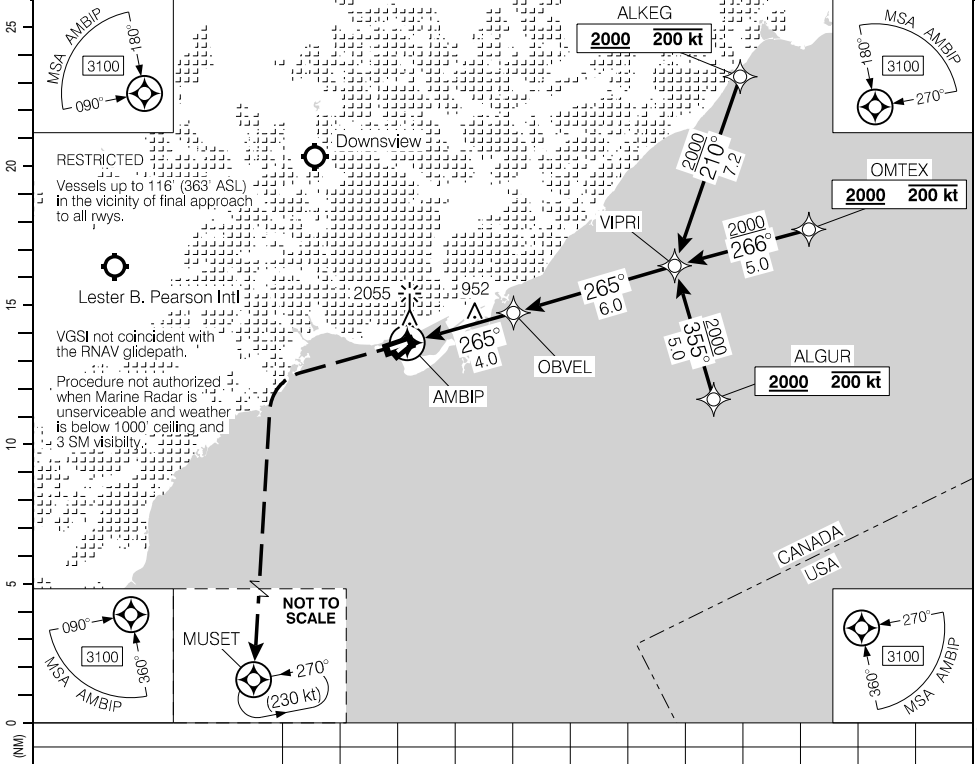 25
20
15
10
5
0
(NM)
MSA AMBIP
180°
3100
090°
ALKEG
2000 200 kt
MSA AMBIP
180°
3100
270°
RESTRICTED
Vessels up to 116' (363' ASL)
in the vicinity of final approach
to all rwys.
Downsview
2000
210°
7.2
OMTEX
2000 200 kt
VIPRI
2000
266°
5.0
Lester B. Pearson Intl
2055
952
265°
6.0
265°
4.0
OBVEL
AMBIP
2000
355°
5.0
ALGUR
2000 200 kt
VGSI not coincident with
the RNAV glidepath.
Procedure not authorized
when Marine Radar is
unserviceable and weather
is below 1000' ceiling and
3 SM visibilty.
CANADA
USA
090°
3100
360°
MSA AMBIP
NOT TO
SCALE
MUSET
270°
(230 kt)
270°
3100
360°
MSA AMBIP